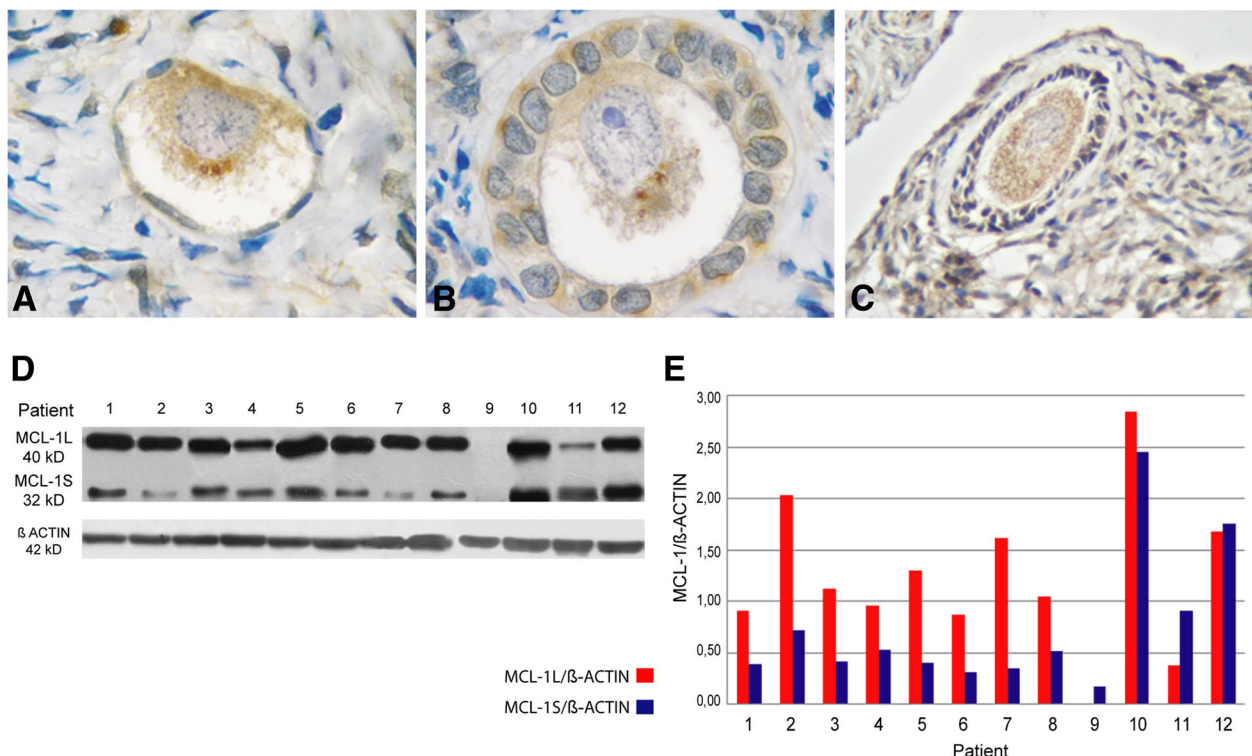 A
B
C
D
Patient 1 2 3 4 5 6 7 8 9 10 11 12
MCL-1L
40 kD
MCL-1S
32 kD
ß ACTIN
42 kD
MCL-1L/ß-ACTIN
MCL-1S/ß-ACTIN
E
MCL-1/ß-ACTIN
3,00
2,50
2,00
1,50
1,00
0,50
0,00
1 2 3 4 5 6 7 8 9 10 11 12
Patient